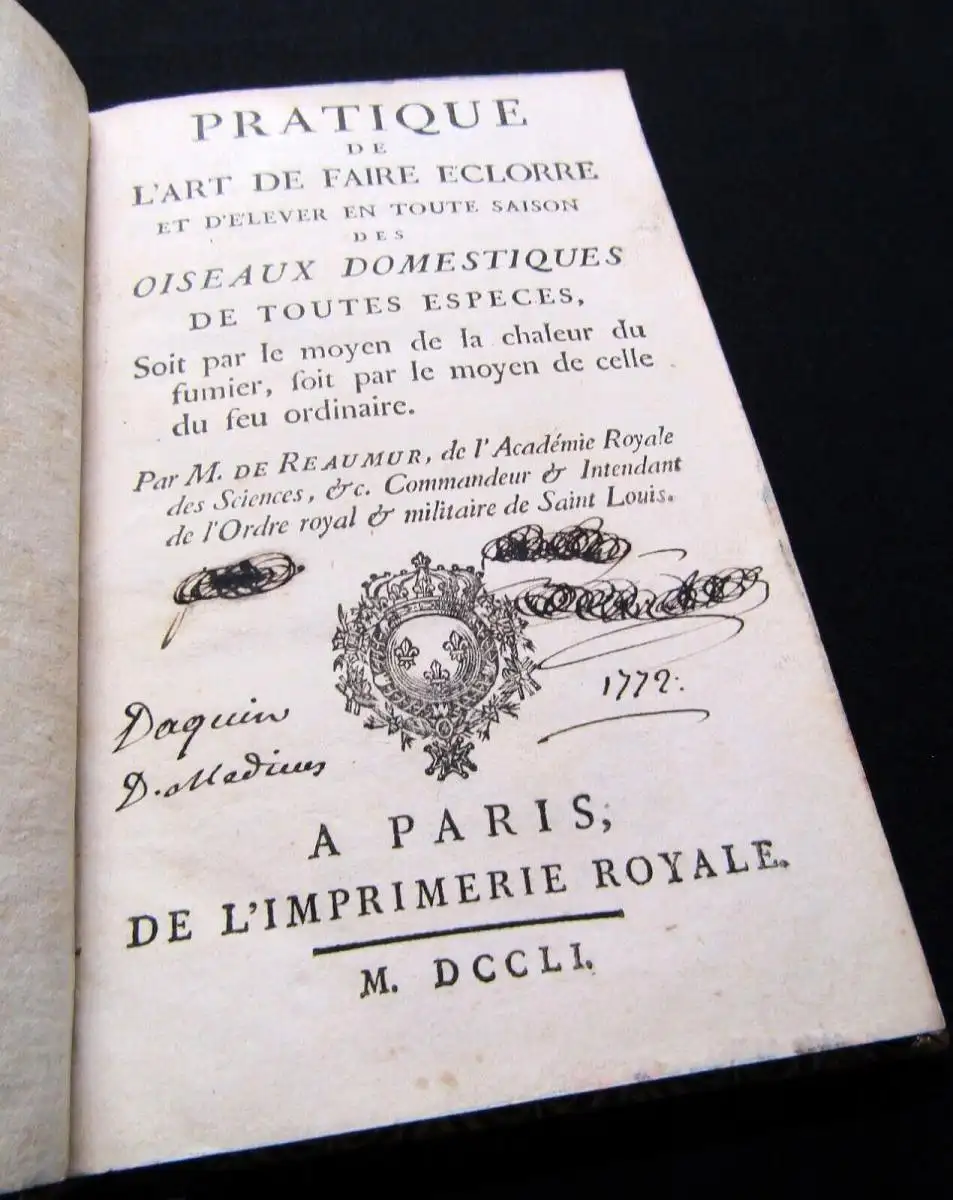 PRATIQUE
DE
L'ART DE FAIRE ECLORRE
ET D'ELEVER EN TOUTE SAISON
DES
OISEAUX DOMESTIQUES
DE TOUTES ESPECES,
Soit par le moyen de la chaleur du
fumier, soit par le moyen de celle
du feu ordinaire.
Par M. DE REAUMUR, de l'Académie Royale
des Sciences, &c. Commandeur & Intendant
de l'Ordre royal & militaire de Saint Louis.
1772.
Daquin
D. Medicus
A PARIS,
DE L'IMPRIMERIE ROYALE.
M. DCCLI.